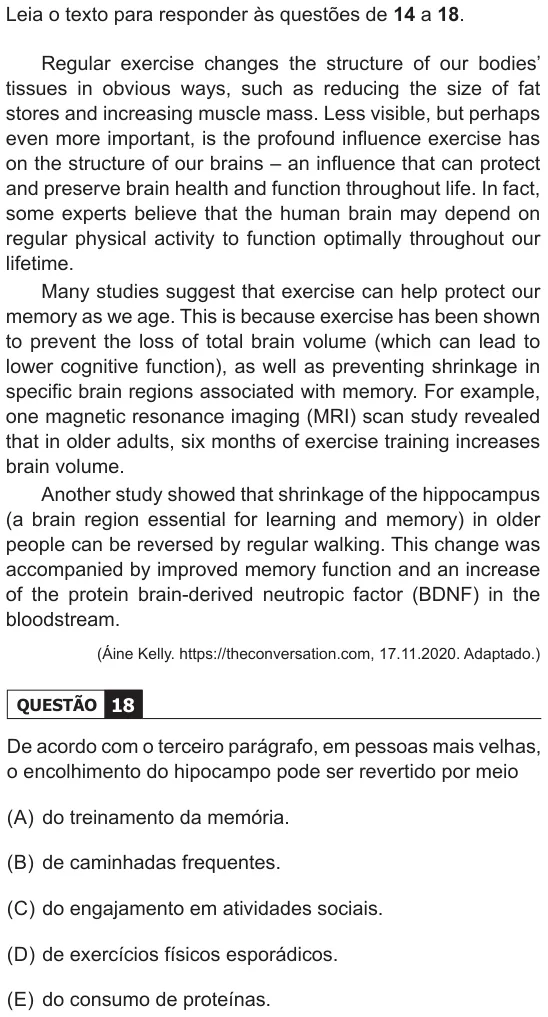 Leia o texto para responder às questões de 14 a 18.
Regular exercise changes the structure of our bodies’
tissues in obvious ways, such as reducing the size of fat
stores and increasing muscle mass. Less visible, but perhaps
even more important, is the profound influence exercise has
on the structure of our brains – an influence that can protect
and preserve brain health and function throughout life. In fact,
some experts believe that the human brain may depend on
regular physical activity to function optimally throughout our
lifetime.
Many studies suggest that exercise can help protect our
memory as we age. This is because exercise has been shown
to prevent the loss of total brain volume (which can lead to
lower cognitive function), as well as preventing shrinkage in
specific brain regions associated with memory. For example,
one magnetic resonance imaging (MRI) scan study revealed
that in older adults, six months of exercise training increases
brain volume.
Another study showed that shrinkage of the hippocampus
(a brain region essential for learning and memory) in older
people can be reversed by regular walking. This change was
accompanied by improved memory function and an increase
of the protein brain-derived neutropic factor (BDNF) in the
bloodstream.
(Áine Kelly. https://theconversation.com, 17.11.2020. Adaptado.)
QUESTÃO 18
De acordo com o terceiro parágrafo, em pessoas mais velhas,
o encolhimento do hipocampo pode ser revertido por meio
(A) do treinamento da memória.
(B) de caminhadas frequentes.
(C) do engajamento em atividades sociais.
(D) de exercícios físicos esporádicos.
(E) do consumo de proteínas.